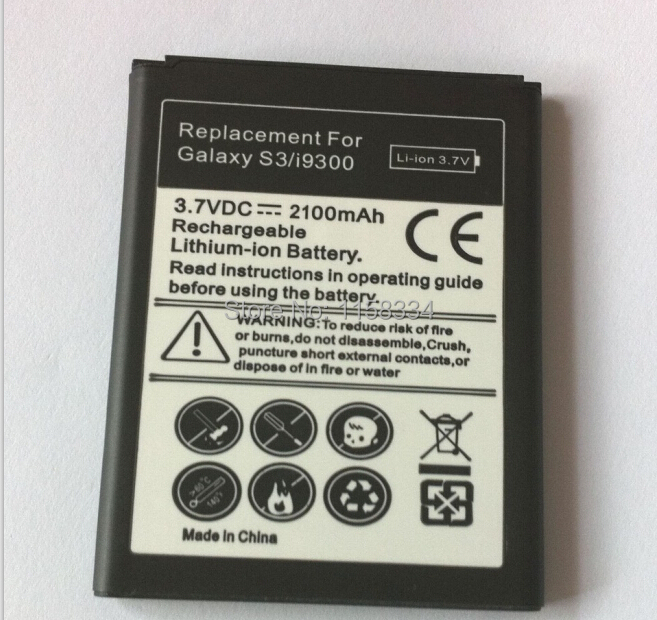 Replacement For
Galaxy S3/i9300
Li-ion 3.7V
3.7VDC 2100mAh
Rechargeable
Lithium-ion Battery.
Read instructions in operating guide
before using the battery.
CE
Store No: 1158334
WARNING:To reduce risk of fire
or burns,do not disassemble,Crush,
puncture short external contacts,or
dispose of in fire or water
>60°C
140°F
Made in China